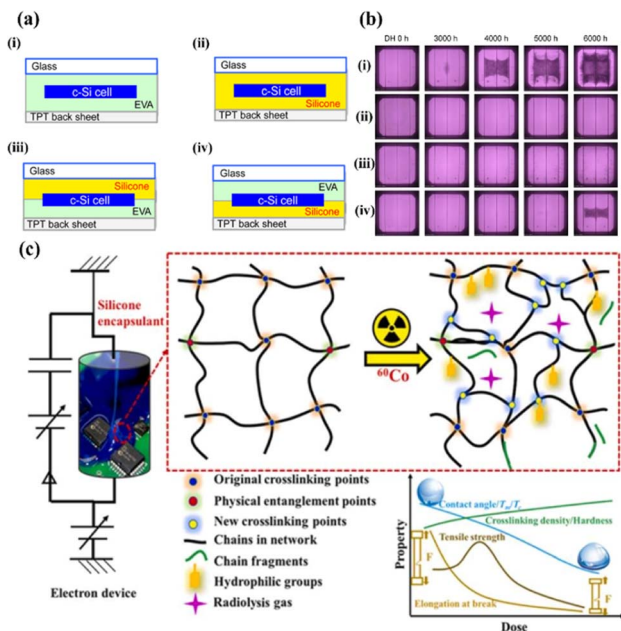 (a)
(i)
Glass
c-Si cell
EVA
TPT back sheet
(ii)
Glass
c-Si cell
Silicone
TPT back sheet
(iii)
Glass
Silicone
c-Si cell
EVA
TPT back sheet
(iv)
Glass
EVA
c-Si cell
Silicone
TPT back sheet
(b)
DH 0 h 3000 h 4000 h 5000 h 6000 h
(i)
(ii)
(iii)
(iv)
(c)
Silicone
encapsulant
Electron device
⁶⁰Co
Original crosslinking points
Physical entanglement points
New crosslinking points
Chains in network
Chain fragments
Hydrophilic groups
Radiolysis gas
Property
Contact angle/Tm/Tc
Crosslinking density/Hardness
Tensile strength
F
Elongation at break
F
Dose